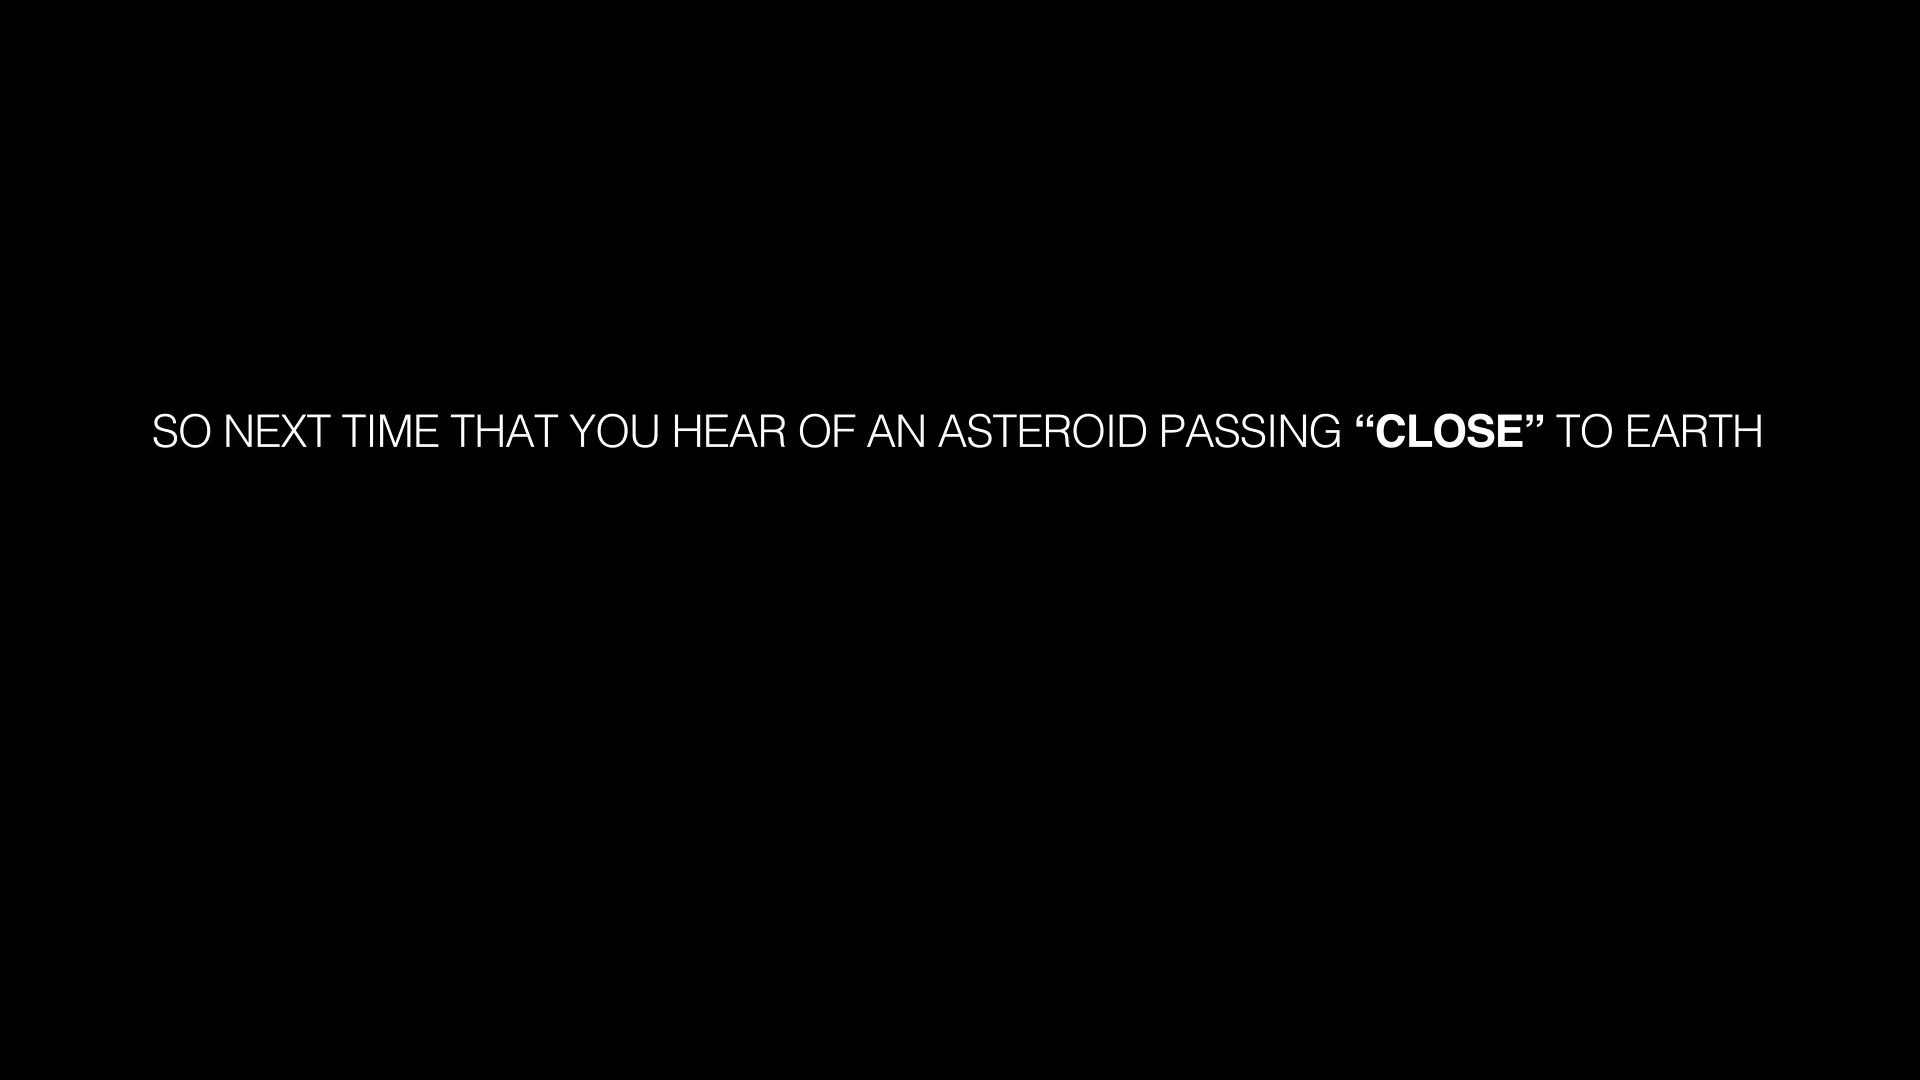 SO NEXT TIME THAT YOU HEAR OF AN ASTEROID PASSING “CLOSE” TO EARTH